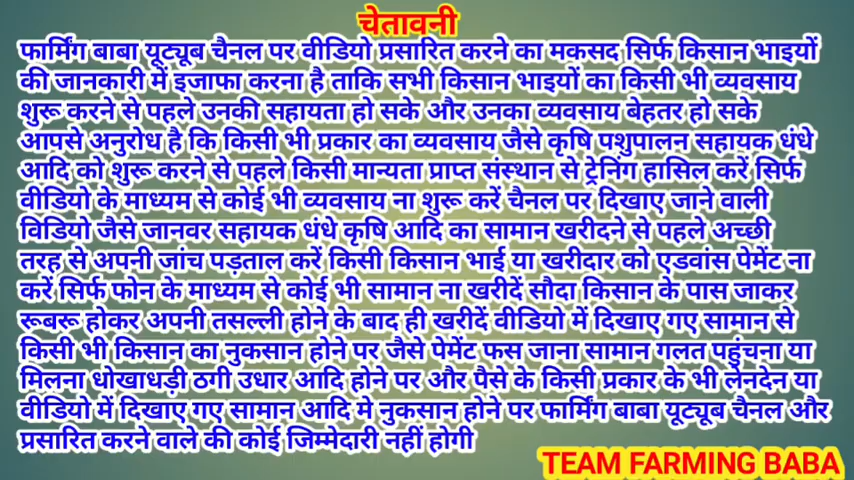 चेतावनी
फार्मिंग बाबा यूट्यूब चैनल पर वीडियो प्रसारित करने का मकसद सिर्फ किसान भाइयों
की जानकारी में इजाफा करना है ताकि सभी किसान भाइयों का किसी भी व्यवसाय
शुरू करने से पहले उनकी सहायता हो सके और उनका व्यवसाय बेहतर हो सके
आपसे अनुरोध है कि किसी भी प्रकार का व्यवसाय जैसे कृषि पशुपालन सहायक धंधे
आदि को शुरू करने से पहले किसी मान्यता प्राप्त संस्थान से ट्रेनिंग हासिल करें सिर्फ
वीडियो के माध्यम से कोई भी व्यवसाय ना शुरू करें चैनल पर दिखाए जाने वाली
विडियो जैसे जानवर सहायक धंधे कृषि आदि का सामान खरीदने से पहले अच्छी
तरह से अपनी जांच पड़ताल करें किसी किसान भाई या खरीदार को एडवांस पेमेंट ना
करें सिर्फ फोन के माध्यम से कोई भी सामान ना खरीदें सौदा किसान के पास जाकर
रूबरू होकर अपनी तसल्ली होने के बाद ही खरीदें वीडियो में दिखाए गए सामान से
किसी भी किसान का नुकसान होने पर जैसे पेमेंट फस जाना सामान गलत पहुंचना या
मिलना धोखाधड़ी ठगी उधार आदि होने पर और पैसे के किसी प्रकार के भी लेनदेन या
वीडियो में दिखाए गए सामान आदि मे नुकसान होने पर फार्मिंग बाबा यूट्यूब चैनल और
प्रसारित करने वाले की कोई जिम्मेदारी नहीं होगी
TEAM FARMING BABA